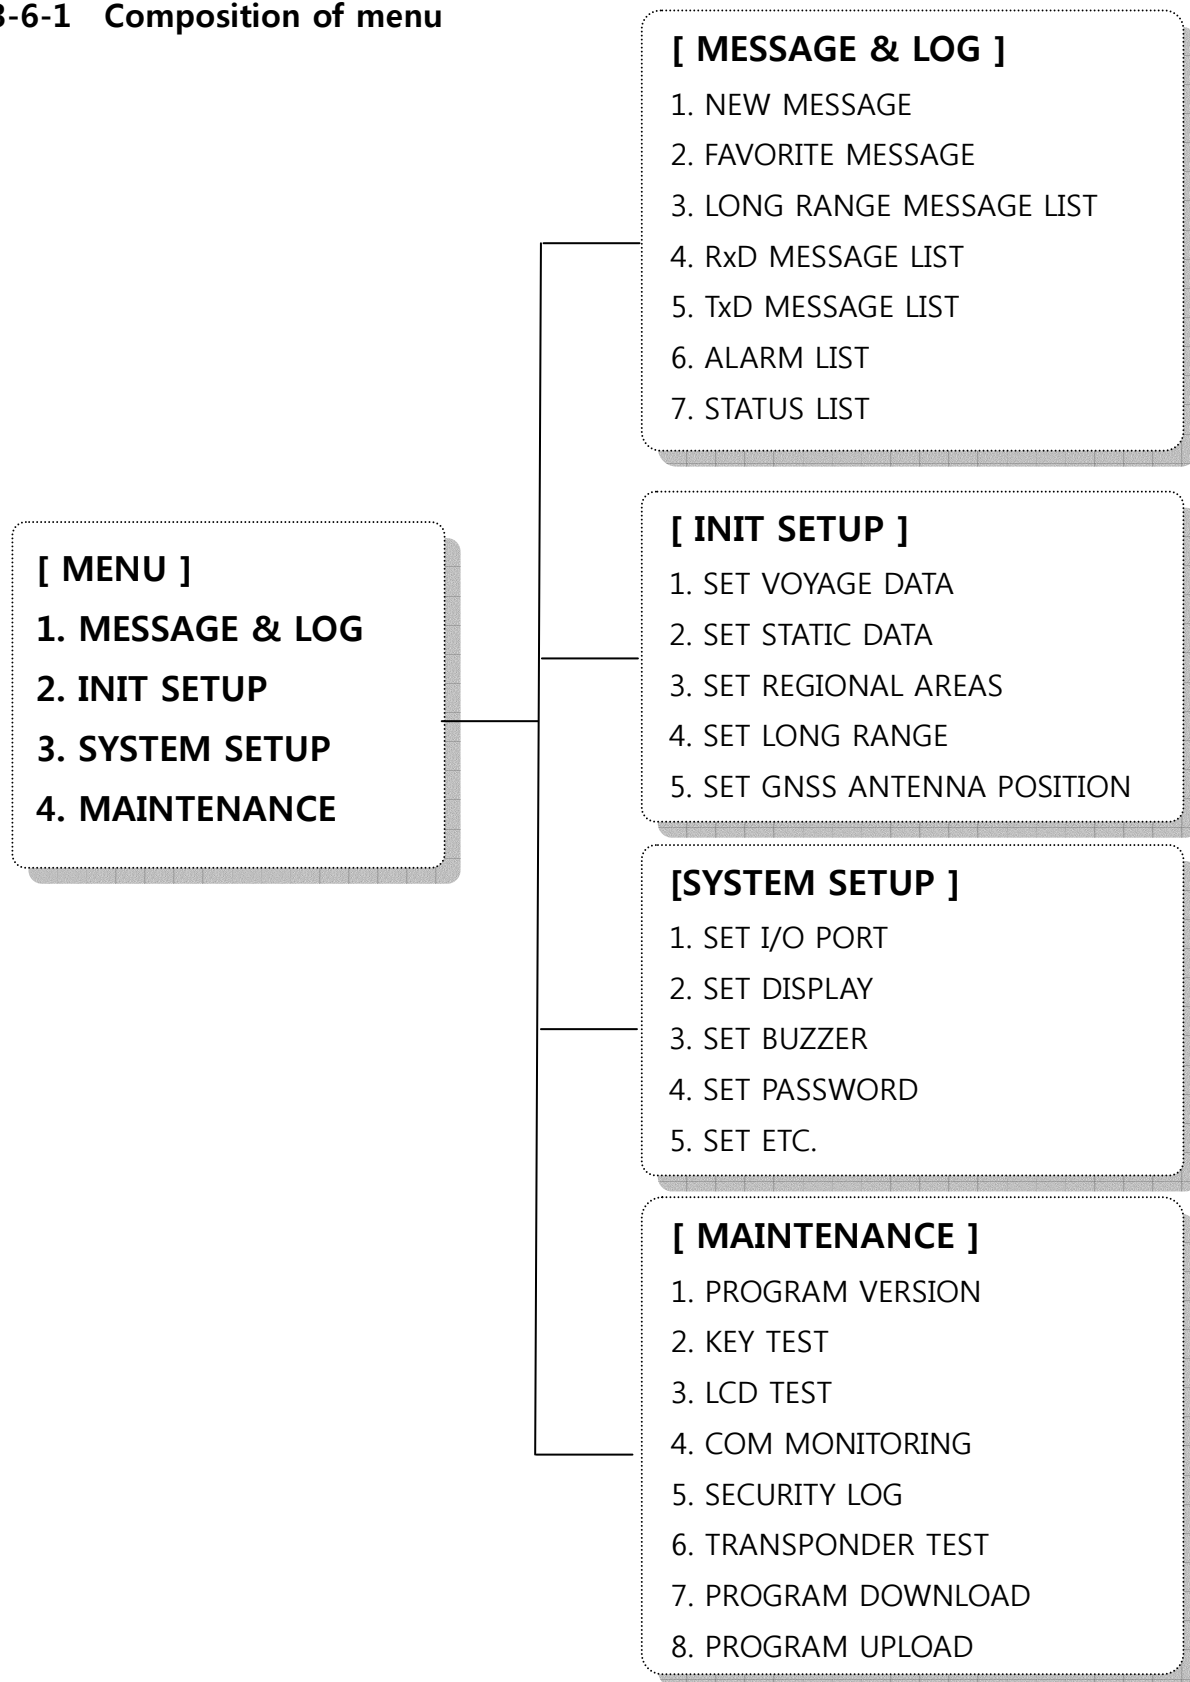 3-6-1 Composition of menu
[ MENU ]
1. MESSAGE & LOG
2. INIT SETUP
3. SYSTEM SETUP
4. MAINTENANCE
[ MESSAGE & LOG ]
1. NEW MESSAGE
2. FAVORITE MESSAGE
3. LONG RANGE MESSAGE LIST
4. RxD MESSAGE LIST
5. TxD MESSAGE LIST
6. ALARM LIST
7. STATUS LIST
[ INIT SETUP ]
1. SET VOYAGE DATA
2. SET STATIC DATA
3. SET REGIONAL AREAS
4. SET LONG RANGE
5. SET GNSS ANTENNA POSITION
[SYSTEM SETUP ]
1. SET I/O PORT
2. SET DISPLAY
3. SET BUZZER
4. SET PASSWORD
5. SET ETC.
[ MAINTENANCE ]
1. PROGRAM VERSION
2. KEY TEST
3. LCD TEST
4. COM MONITORING
5. SECURITY LOG
6. TRANSPONDER TEST
7. PROGRAM DOWNLOAD
8. PROGRAM UPLOAD